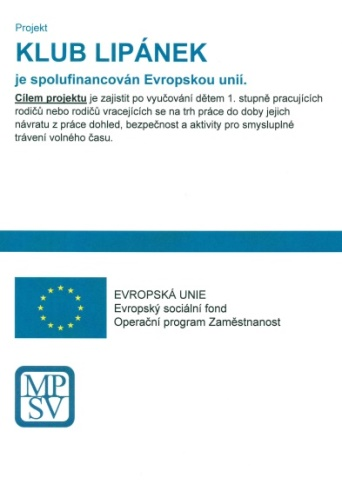 Projekt
KLUB LIPÁNEK
je spolufinancován Evropskou unií.
Cílem projektu je zajistit po vyučování dětem 1. stupně pracujících
rodičů nebo rodičů vracejících se na trh práce do doby jejich
návratu z práce dohled, bezpečnost a aktivity pro smysluplné
trávení volného času.
EVROPSKÁ UNIE
Evropský sociální fond
Operační program Zaměstnanost
MP
SV